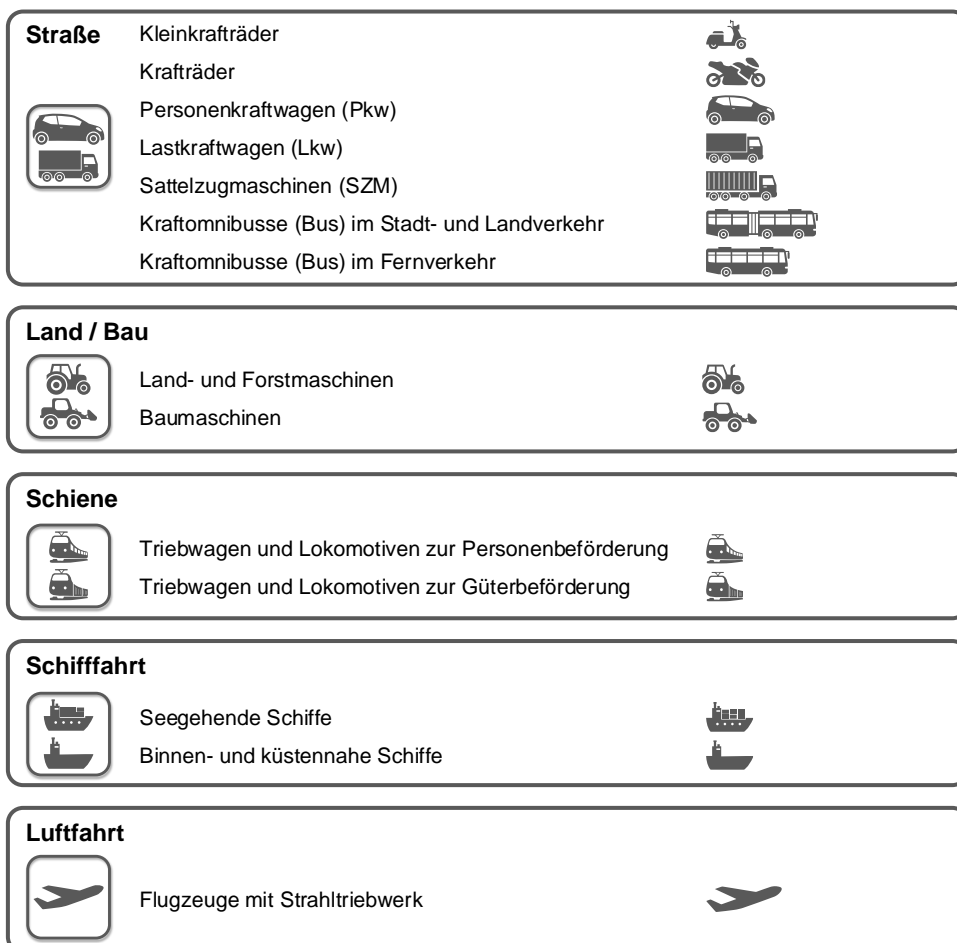 Straße Kleinkrafträder
Krafträder
Personenkraftwagen (Pkw)
Lastkraftwagen (Lkw)
Sattelzugmaschinen (SZM)
Kraftomnibusse (Bus) im Stadt- und Landverkehr
Kraftomnibusse (Bus) im Fernverkehr
Land / Bau
Land- und Forstmaschinen
Baumaschinen
Schiene
Triebwagen und Lokomotiven zur Personenbeförderung
Triebwagen und Lokomotiven zur Güterbeförderung
Schifffahrt
Seegehende Schiffe
Binnen- und küstennahe Schiffe
Luftfahrt
Flugzeuge mit Strahltriebwerk